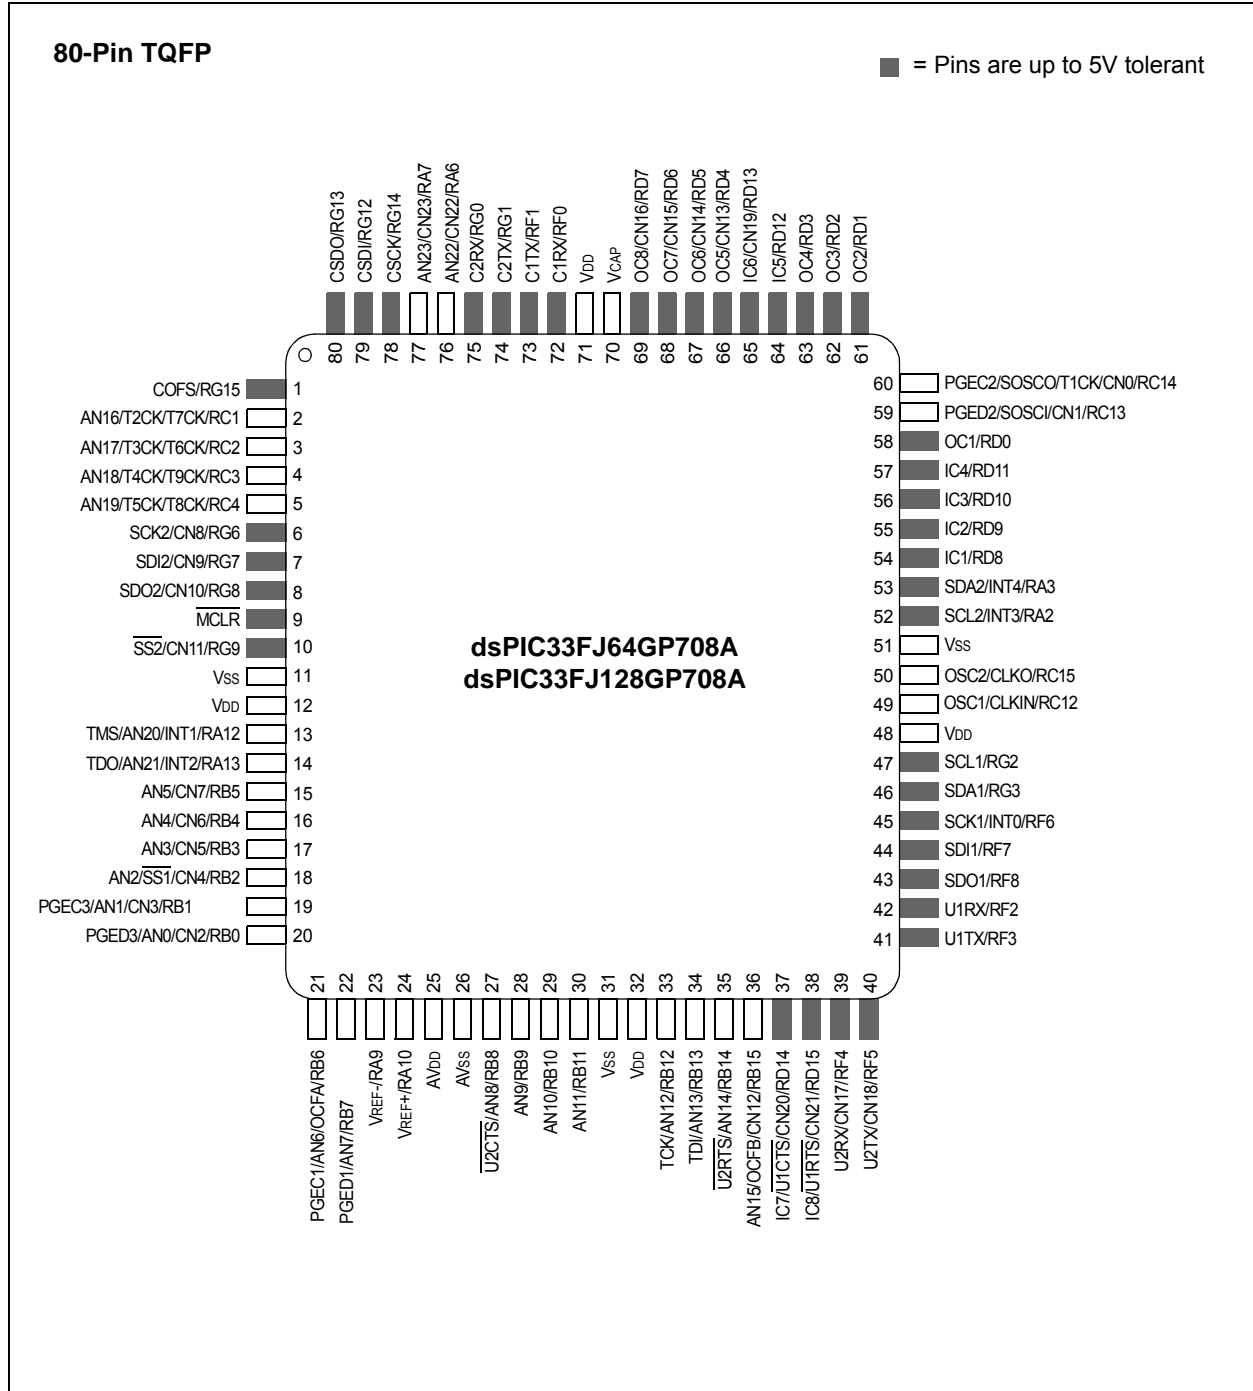 80-Pin TQFP
= Pins are up to 5V tolerant
CSDO/RG13
CSDI/RG12
CSCK/RG14
AN23/CN23/RA7
AN22/CN22/RA6
C2RX/RG0
C2TX/RG1
C1TX/RF1
C1RX/RF0
VDD
VCAP
OC8/CN16/RD7
OC7/CN15/RD6
OC6/CN14/RD5
OC5/CN13/RD4
IC6/CN19/RD13
IC5/RD12
OC4/RD3
OC3/RD2
OC2/RD1
80
79
78
77
76
75
74
73
72
71
70
69
68
67
66
65
64
63
62
61
COFS/RG15 1
AN16/T2CK/T7CK/RC1 2
AN17/T3CK/T6CK/RC2 3
AN18/T4CK/T9CK/RC3 4
AN19/T5CK/T8CK/RC4 5
SCK2/CN8/RG6 6
SDI2/CN9/RG7 7
SDO2/CN10/RG8 8
MCLR 9
SS2/CN11/RG9 10
VSS 11
VDD 12
TMS/AN20/INT1/RA12 13
TDO/AN21/INT2/RA13 14
AN5/CN7/RB5 15
AN4/CN6/RB4 16
AN3/CN5/RB3 17
AN2/SS1/CN4/RB2 18
PGEC3/AN1/CN3/RB1 19
PGED3/AN0/CN2/RB0 20
dsPIC33FJ64GP708A
dsPIC33FJ128GP708A
60 PGEC2/SOSCO/T1CK/CN0/RC14
59 PGED2/SOSCI/CN1/RC13
58 OC1/RD0
57 IC4/RD11
56 IC3/RD10
55 IC2/RD9
54 IC1/RD8
53 SDA2/INT4/RA3
52 SCL2/INT3/RA2
51 VSS
50 OSC2/CLKO/RC15
49 OSC1/CLKIN/RC12
48 VDD
47 SCL1/RG2
46 SDA1/RG3
45 SCK1/INT0/RF6
44 SDI1/RF7
43 SDO1/RF8
42 U1RX/RF2
41 U1TX/RF3
21
22
23
24
25
26
27
28
29
30
31
32
33
34
35
36
37
38
39
40
PGEC1/AN6/OCFA/RB6
PGED1/AN7/RB7
VREF-/RA9
VREF+/RA10
AVDD
AVSS
U2CTS/AN8/RB8
AN9/RB9
AN10/RB10
AN11/RB11
VSS
VDD
TCK/AN12/RB12
TDI/AN13/RB13
U2RTS/AN14/RB14
AN15/OCFB/CN12/RB15
IC7/U1CTS/CN20/RD14
IC8/U1RTS/CN21/RD15
U2RX/CN17/RF4
U2TX/CN18/RF5